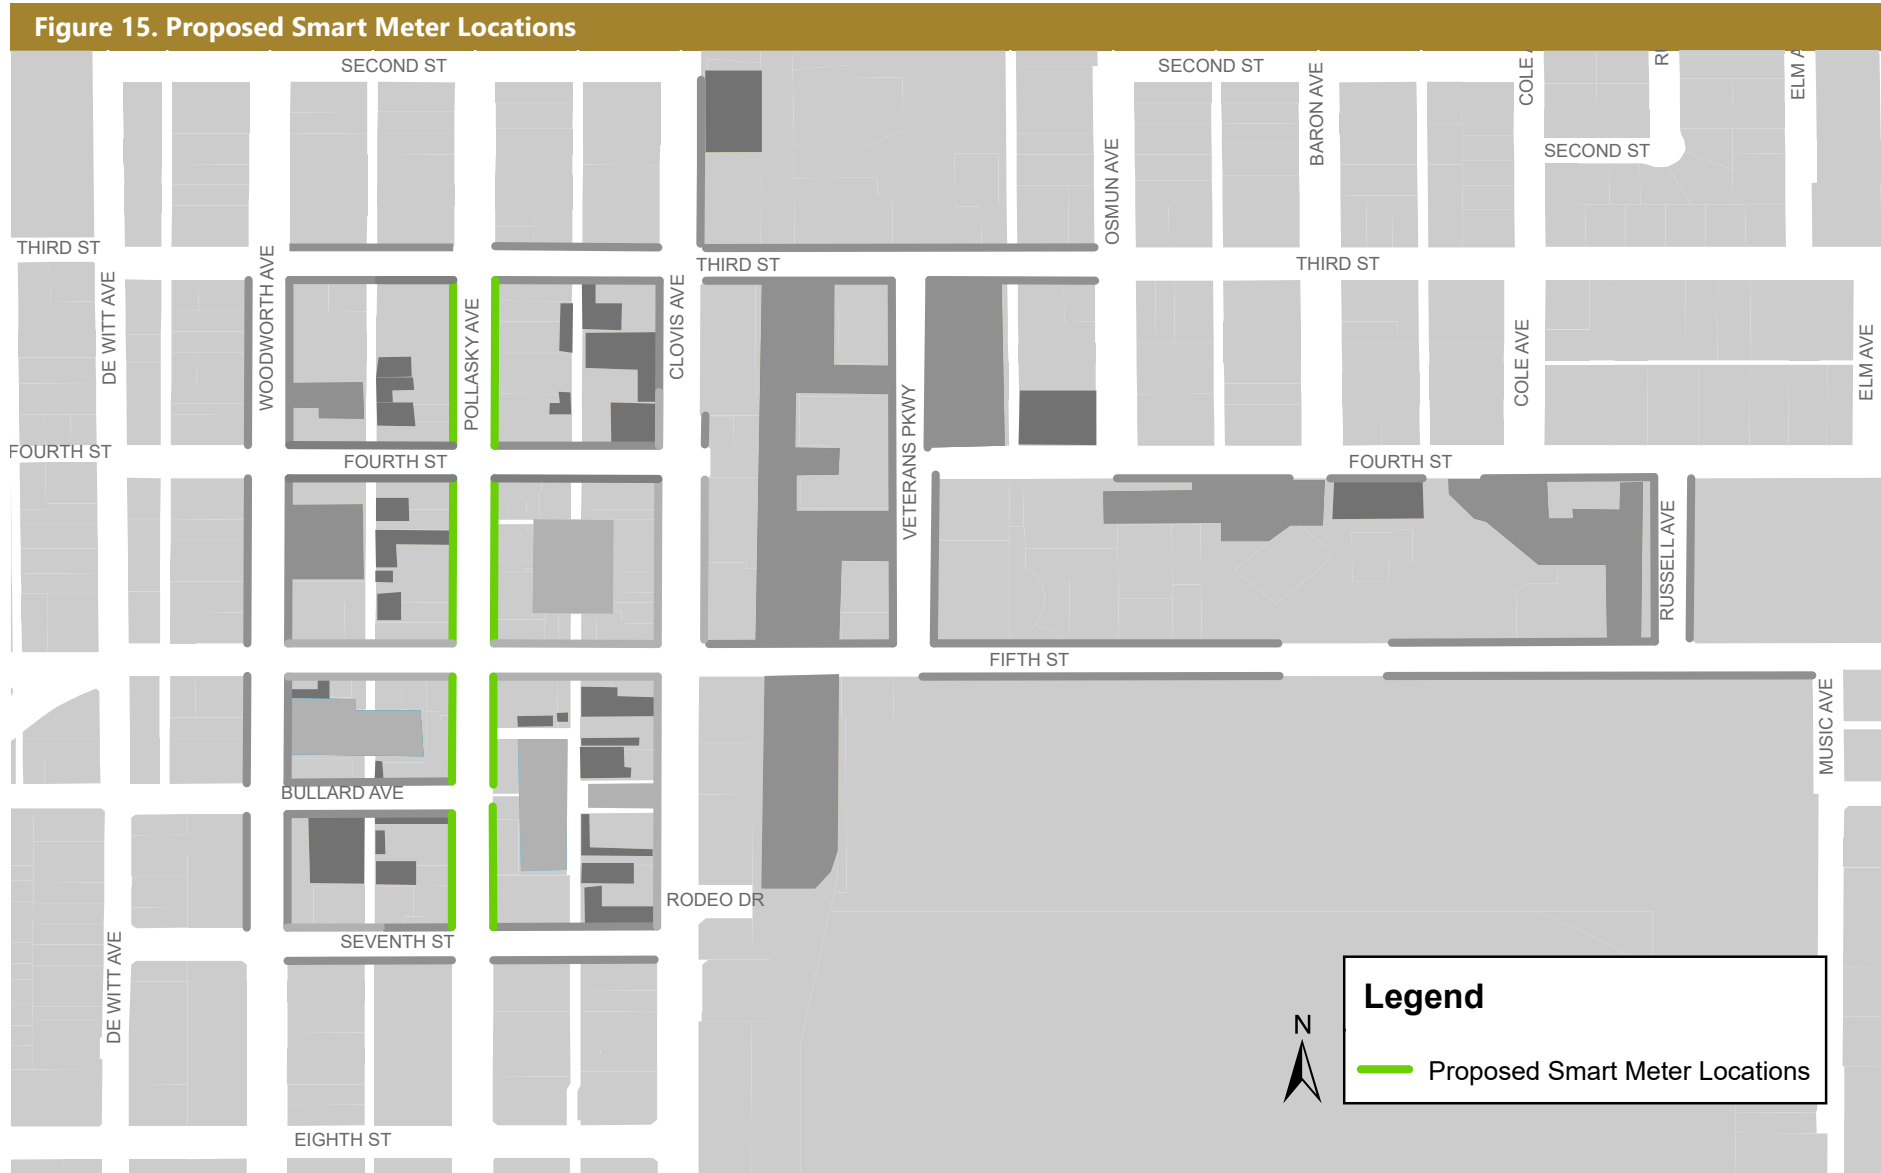 Figure 15. Proposed Smart Meter Locations
SECOND ST
SECOND ST
BARON AVE
COLE
ELM A
SECOND ST
OSMUN AVE
THIRD ST
THIRD ST
THIRD ST
DE WITT AVE
WOODWORTH AVE
POLLASKY AVE
CLOVIS AVE
VETERANS PKWY
COLE AVE
ELM AVE
FOURTH ST
FOURTH ST
FOURTH ST
RUSSELL AVE
FIFTH ST
MUSIC AVE
BULLARD AVE
RODEO DR
SEVENTH ST
DE WITT AVE
EIGHTH ST
N
Legend
Proposed Smart Meter Locations